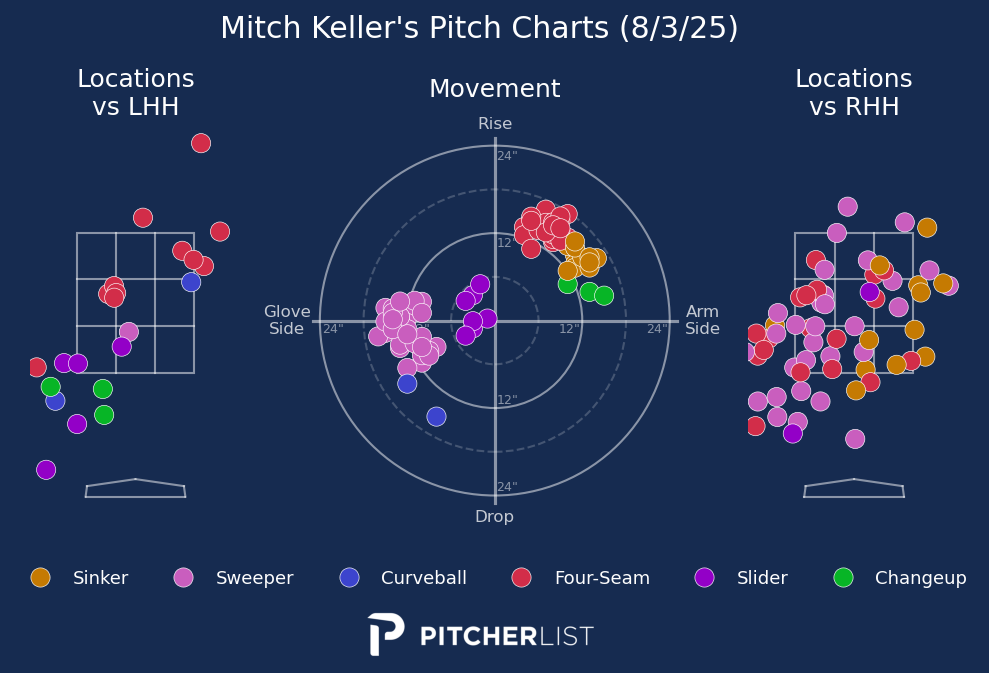 Mitch Keller's Pitch Charts (8/3/25)
Locations
vs LHH
Movement
Locations
vs RHH
Rise
24"
12"
Glove
Side
24"
12"
24"
Arm
Side
12"
24"
Drop
Sinker
Sweeper
Curveball
Four-Seam
Slider
Changeup
PITCHERLIST